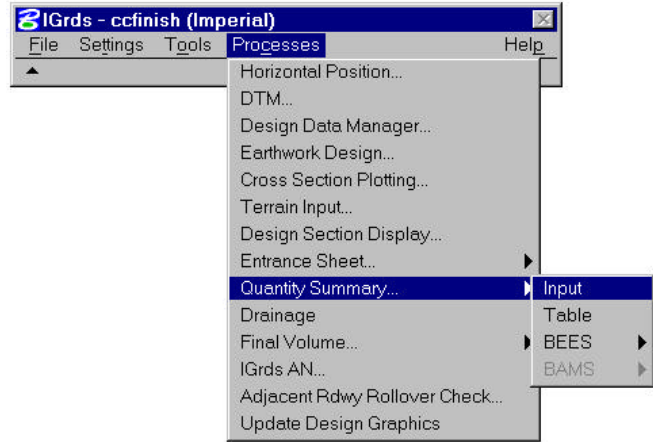 IGrds - ccfinish (Imperial)
File Settings Tools Processes Help
Horizontal Position...
DTM...
Design Data Manager...
Earthwork Design...
Cross Section Plotting...
Terrain Input...
Design Section Display...
Entrance Sheet...
Quantity Summary... Input
Drainage Table
Final Volume... BEES
IGrds AN... BAMS
Adjacent Rdwy Rollover Check...
Update Design Graphics